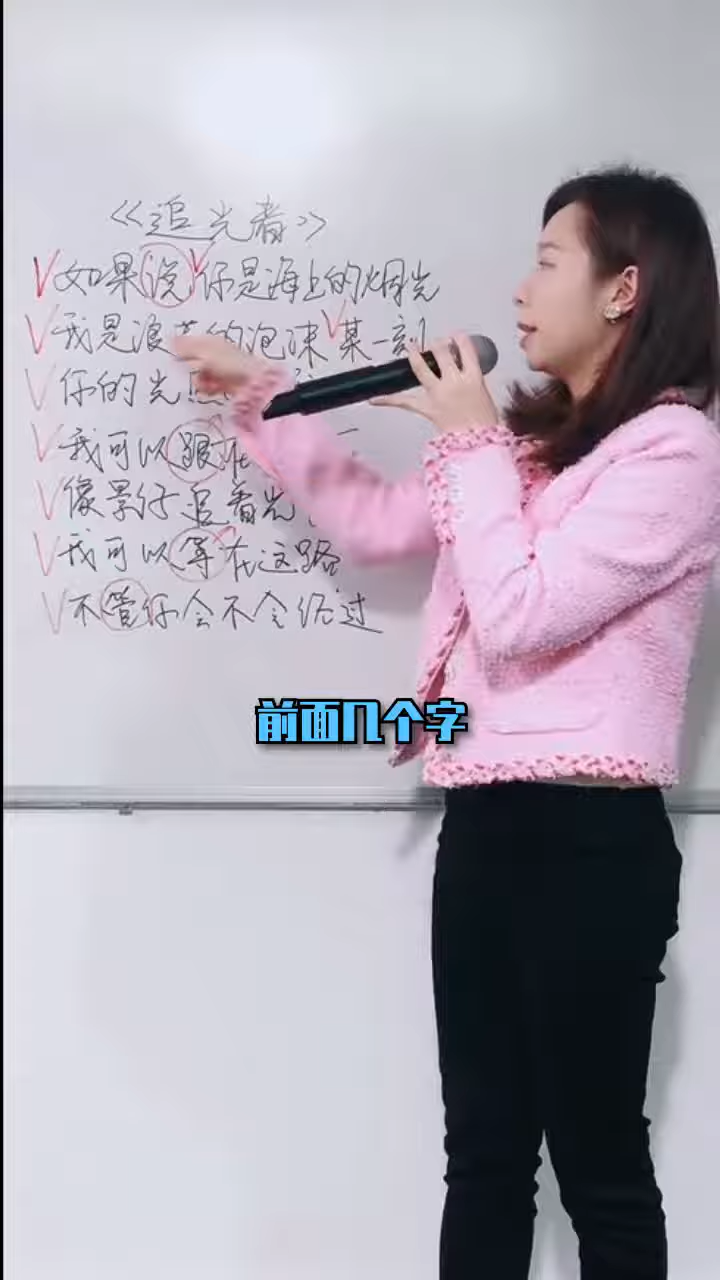 《追光者》
如果说你是海上的烟火
我是浪花的泡沫 某一刻
你的光照
我可以跟在
像影子追着光
我可以等在这路
不管你会不会经过
前面几个字